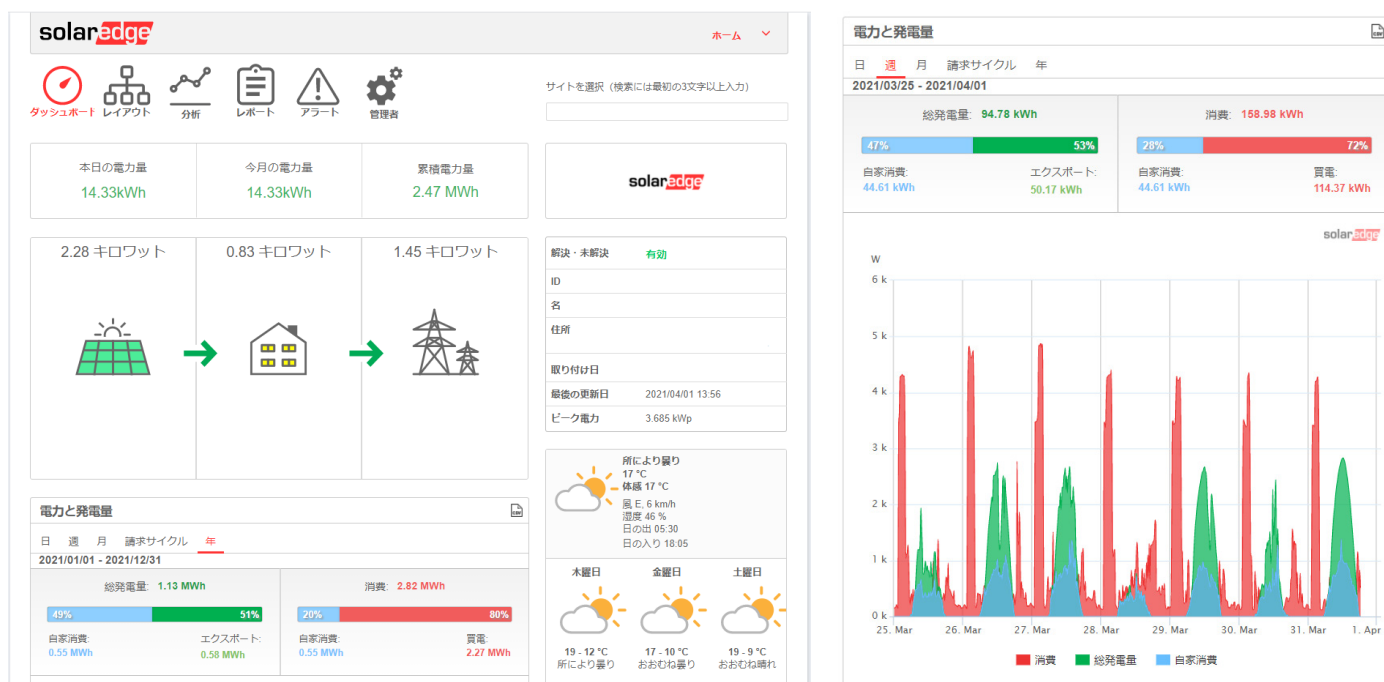 solaredge
ホーム
ダッシュボード レイアウト 分析 レポート アラート 管理者
サイトを選択（検索には最初の3文字以上入力）
本日の電力量 今月の電力量 累積電力量
14.33kWh 14.33kWh 2.47 MWh
solaredge
2.28 キロワット 0.83 キロワット 1.45 キロワット
解決・未解決 有効
ID
名
住所
取り付け日
最後の更新日 2021/04/01 13:56
ピーク電力 3.685 kWp
所により曇り
17 °C
体感 17 °C
風 E, 6 km/h
湿度 46 %
日の出 05:30
日の入り 18:05
木曜日 金曜日 土曜日
19 - 12 °C 17 - 10 °C 19 - 9 °C
所により曇り おおむね曇り おおむね晴れ
電力と発電量
CSV
日 週 月 請求サイクル 年
2021/01/01 - 2021/12/31
総発電量: 1.13 MWh 消費: 2.82 MWh
49% 51% 20% 80%
自家消費: エクスポート: 自家消費: 買電:
0.55 MWh 0.58 MWh 0.55 MWh 2.27 MWh
電力と発電量
CSV
日 週 月 請求サイクル 年
2021/03/25 - 2021/04/01
総発電量: 94.78 kWh 消費: 158.98 kWh
47% 53% 28% 72%
自家消費: エクスポート: 自家消費: 買電:
44.61 kWh 50.17 kWh 44.61 kWh 114.37 kWh
solaredge
W
6 k
5 k
4 k
3 k
2 k
1 k
0 k
25. Mar 26. Mar 27. Mar 28. Mar 29. Mar 30. Mar 31. Mar 1. Apr
消費 総発電量 自家消費